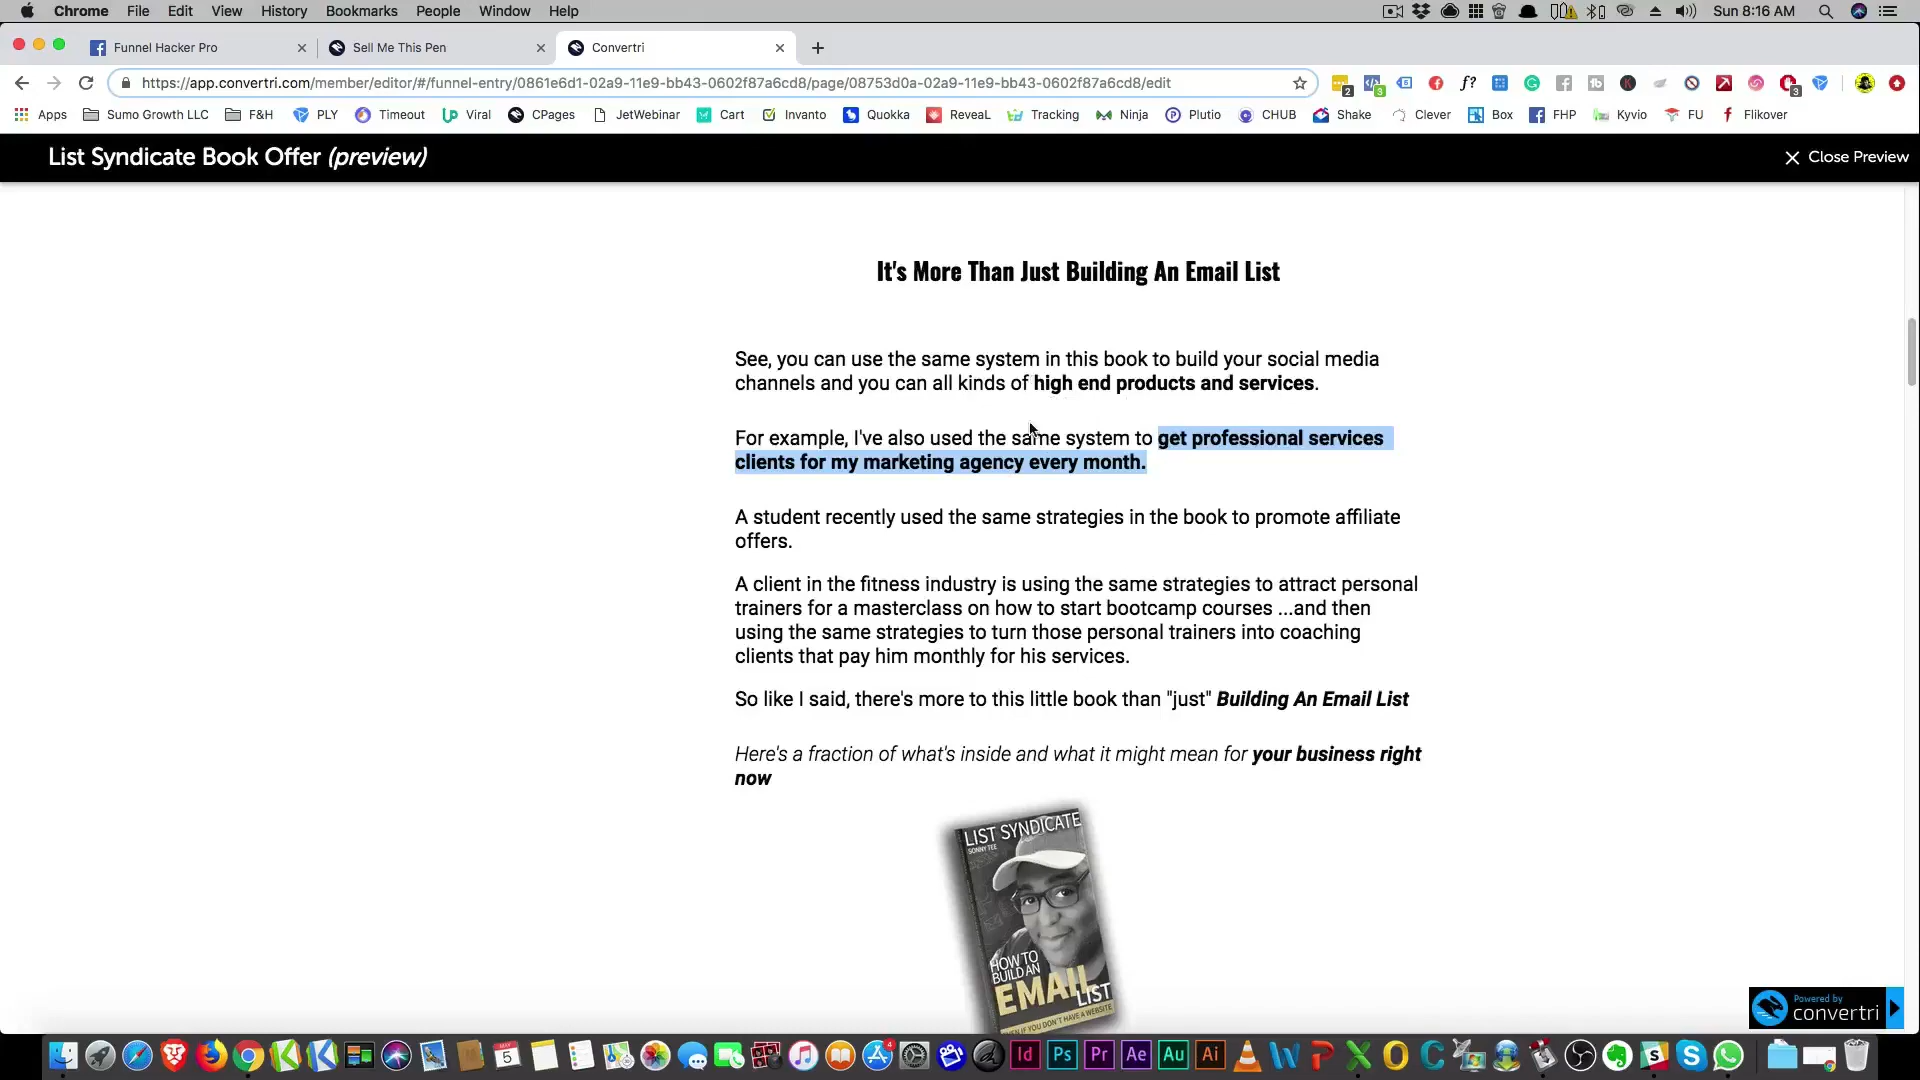 Chrome File Edit View History Bookmarks People Window Help Sun 8:16 AM
Funnel Hacker Pro Sell Me This Pen Convertri
https://app.convertri.com/member/editor/#/funnel-entry/0861e6d1-02a9-11e9-bb43-0602f87a6cd8/page/08753d0a-02a9-11e9-bb43-0602f87a6cd8/edit
Apps Sumo Growth LLC F&H PLY Timeout Viral CPages JetWebinar Cart Invanto Quokka ReveaL Tracking Ninja Plutio CHUB Shake Clever Box FHP Kyvio FU Flikover
List Syndicate Book Offer (preview) Close Preview
It's More Than Just Building An Email List
See, you can use the same system in this book to build your social media
channels and you can all kinds of high end products and services.
For example, I've also used the same system to get professional services
clients for my marketing agency every month.
A student recently used the same strategies in the book to promote affiliate
offers.
A client in the fitness industry is using the same strategies to attract personal
trainers for a masterclass on how to start bootcamp courses ...and then
using the same strategies to turn those personal trainers into coaching
clients that pay him monthly for his services.
So like I said, there's more to this little book than "just" Building An Email List
Here's a fraction of what's inside and what it might mean for your business right
now
LIST SYNDICATE
SONNY TEE
HOW TO
BUILD AN
EMAIL
LIST
EVEN IF YOU DON'T HAVE A WEBSITE
Powered by
convertri